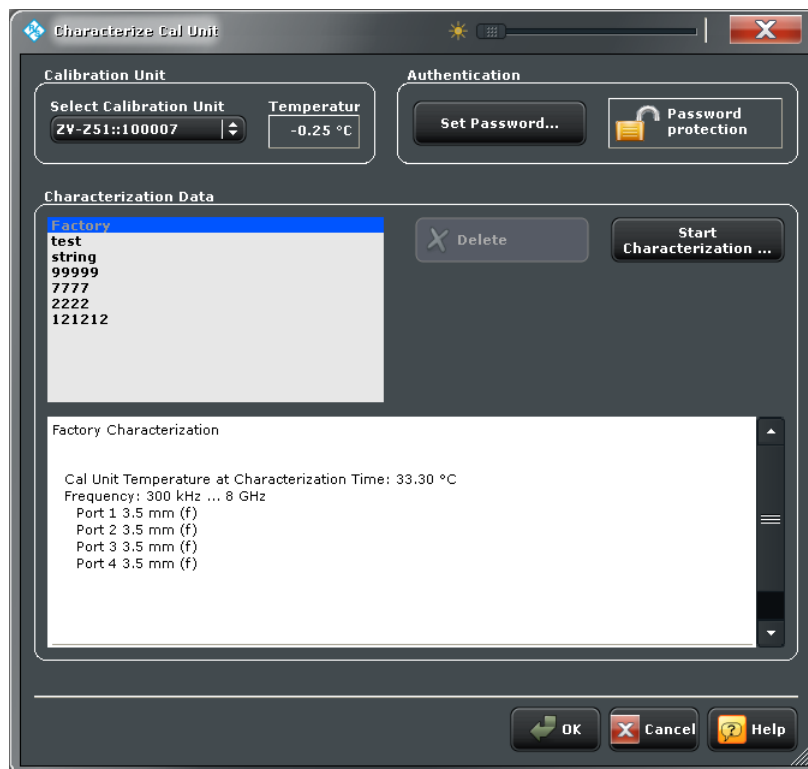 Characterize Cal Unit
Calibration Unit
Authentication
Select Calibration Unit
Temperatur
ZV-Z51::100007
-0.25 °C
Set Password...
Password
protection
Characterization Data
Factory
test
string
99999
7777
2222
121212
Delete
Start
Characterization ...
Factory Characterization
Cal Unit Temperature at Characterization Time: 33.30 °C
Frequency: 300 kHz ... 8 GHz
Port 1 3.5 mm (f)
Port 2 3.5 mm (f)
Port 3 3.5 mm (f)
Port 4 3.5 mm (f)
OK
Cancel
Help